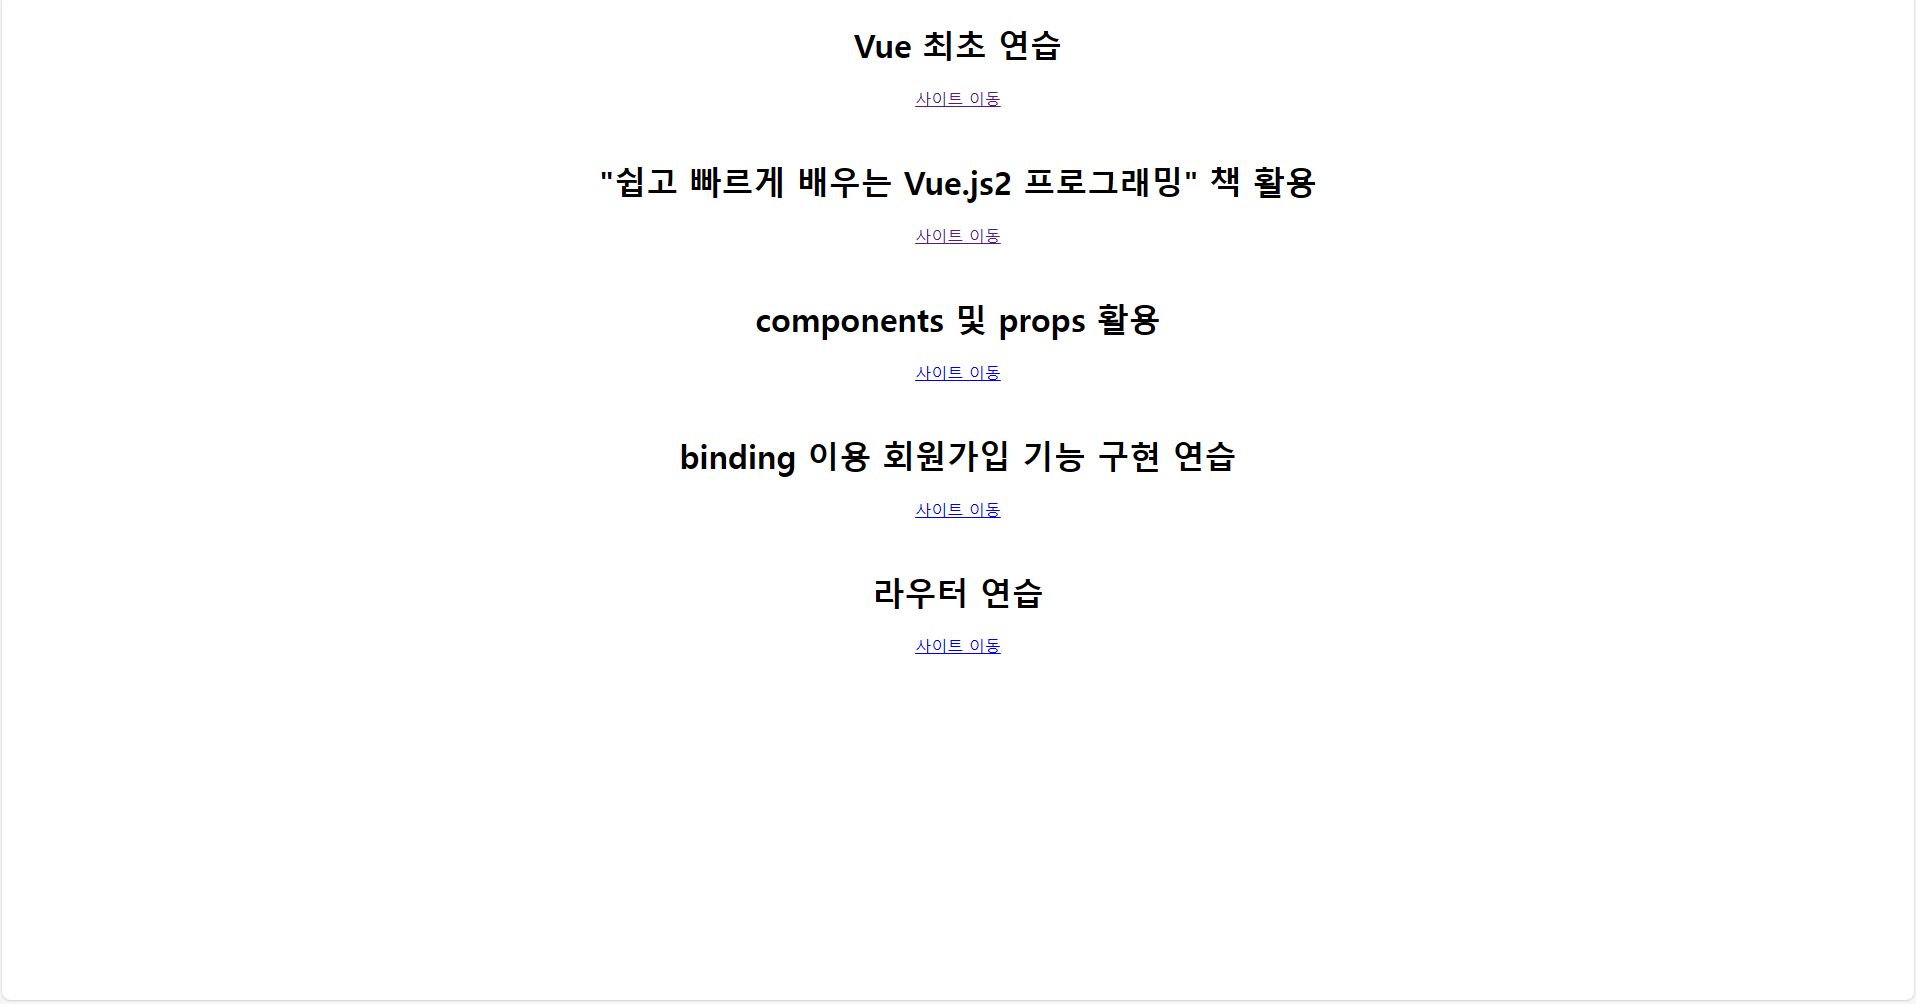 Vue 최초 연습
사이트 이동
"쉽고 빠르게 배우는 Vue.js2 프로그래밍" 책 활용
사이트 이동
components 및 props 활용
사이트 이동
binding 이용 회원가입 기능 구현 연습
사이트 이동
라우터 연습
사이트 이동